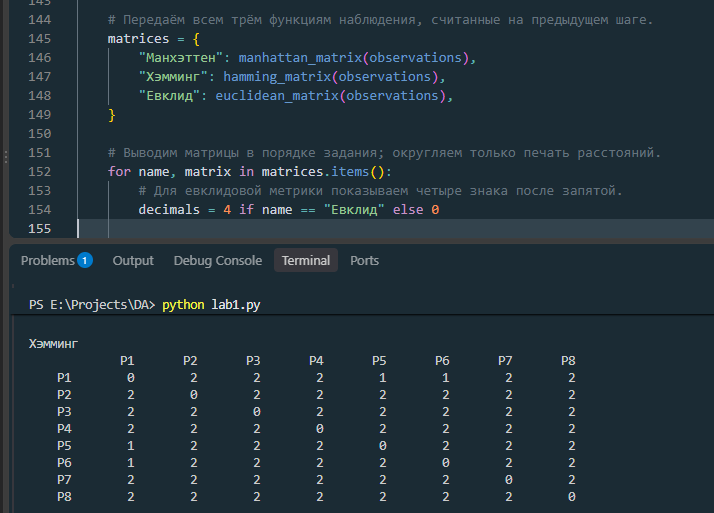 143
144 # Передаём всем трём функциям наблюдения, считанные на предыдущем шаге.
145 matrices = {
146 "Манхэттен": manhattan_matrix(observations),
147 "Хэмминг": hamming_matrix(observations),
148 "Евклид": euclidean_matrix(observations),
149 }
150
151 # Выводим матрицы в порядке задания; округляем только печать расстояний.
152 for name, matrix in matrices.items():
153 # Для евклидовой метрики показываем четыре знака после запятой.
154 decimals = 4 if name == "Евклид" else 0
155
Problems 1 Output Debug Console Terminal Ports
PS E:\Projects\DA> python lab1.py
Хэмминг
P1 P2 P3 P4 P5 P6 P7 P8
P1 0 2 2 2 1 1 2 2
P2 2 0 2 2 2 2 2 2
P3 2 2 0 2 2 2 2 2
P4 2 2 2 0 2 2 2 2
P5 1 2 2 2 0 2 2 2
P6 1 2 2 2 2 0 2 2
P7 2 2 2 2 2 2 0 2
P8 2 2 2 2 2 2 2 0